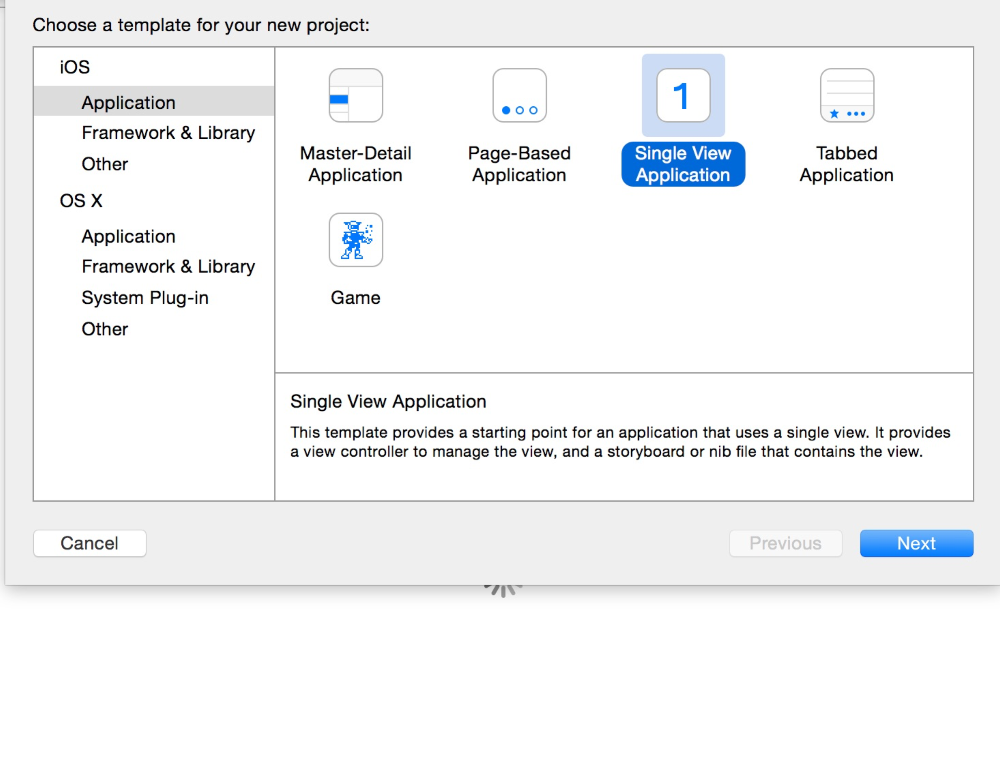 Choose a template for your new project:
iOS
Application
Framework & Library
Other
OS X
Application
Framework & Library
System Plug-in
Other
Master-Detail
Application
Page-Based
Application
1
Single View
Application
Tabbed
Application
Game
Single View Application
This template provides a starting point for an application that uses a single view. It provides
a view controller to manage the view, and a storyboard or nib file that contains the view.
Cancel
Previous
Next